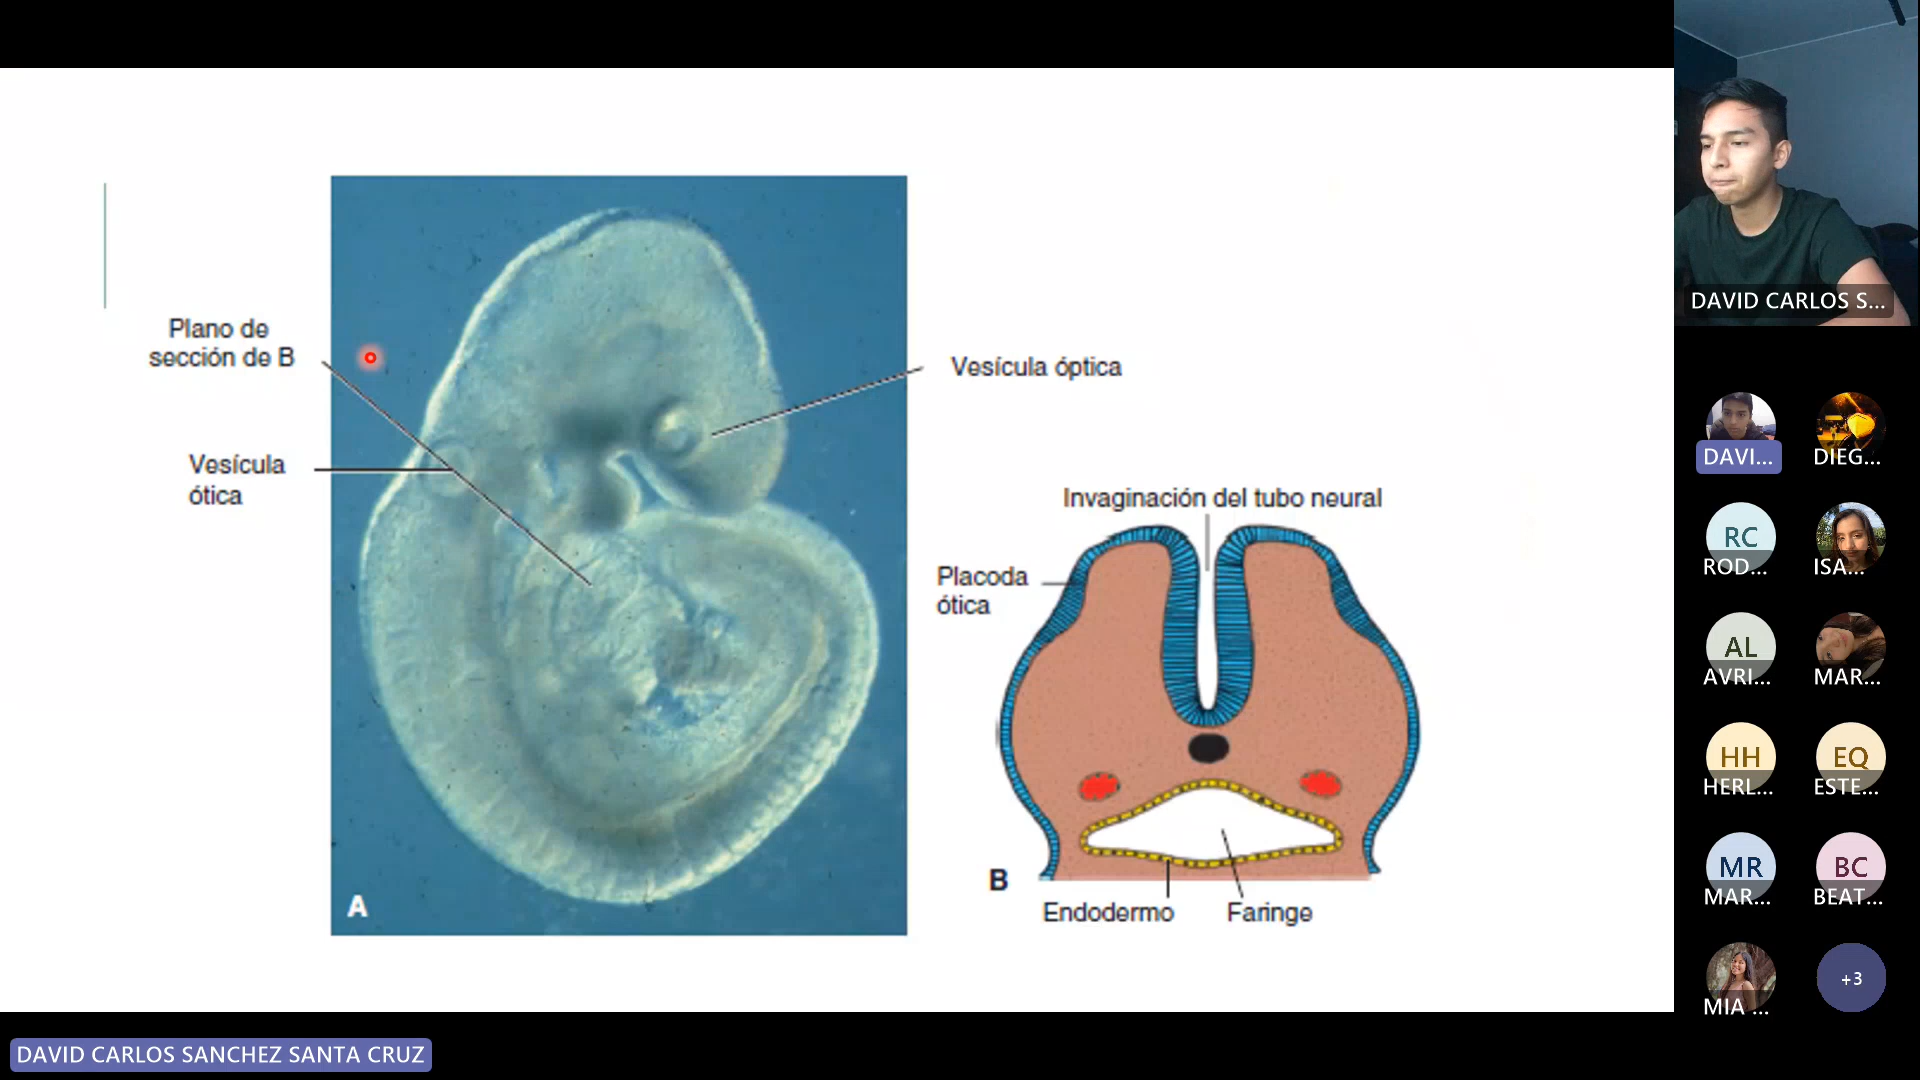 Plano de
sección de B
Vesícula
ótica
Vesícula óptica
Invaginación del tubo neural
Placoda
ótica
A
B
Endodermo
Faringe
DAVID CARLOS S...
DAVI...
DIEG...
RC
ROD...
ISA...
AL
AVRI...
MAR...
HH
HERL...
EQ
ESTE...
MR
MAR...
BC
BEAT...
MIA ...
+3
DAVID CARLOS SANCHEZ SANTA CRUZ